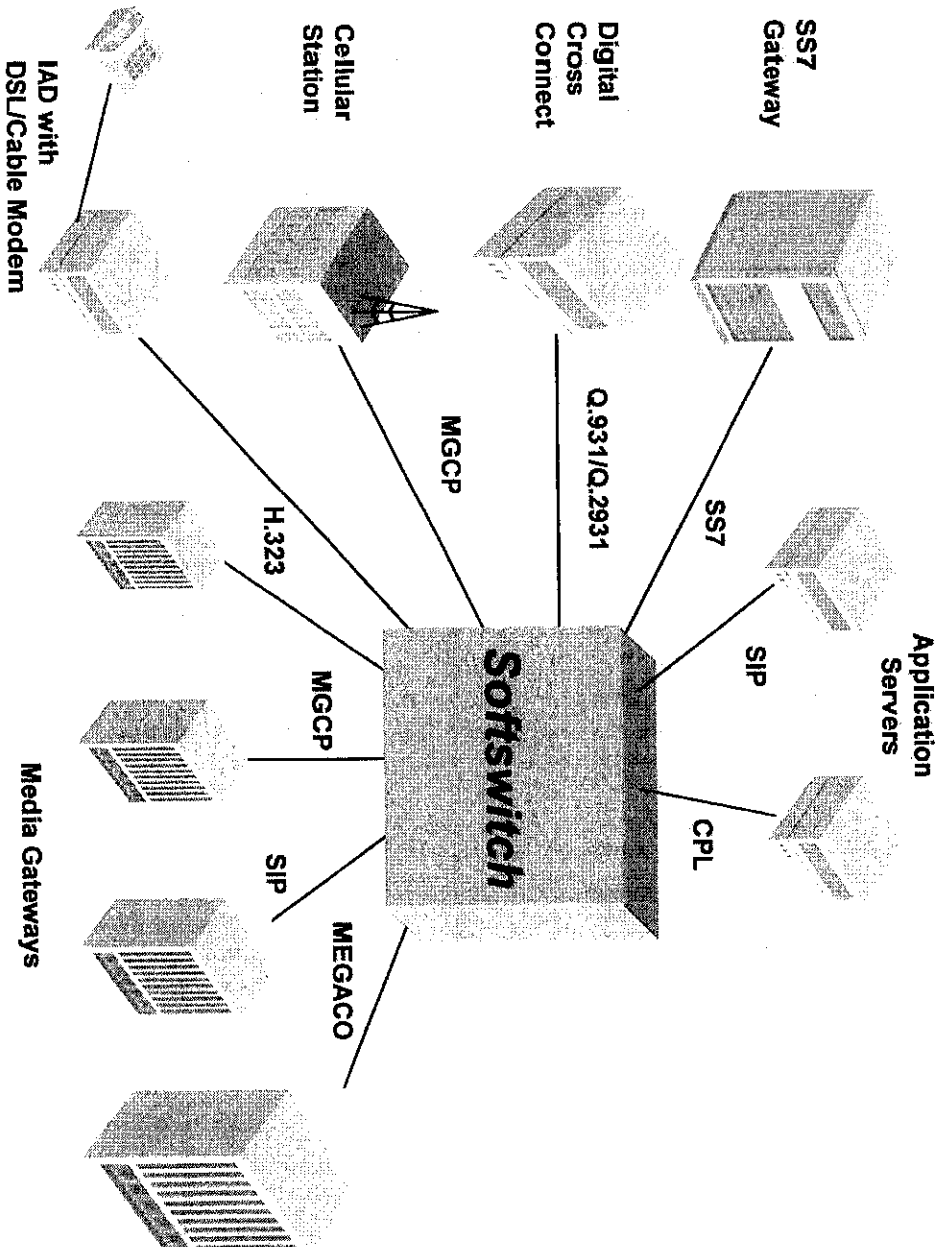 SS7
Gateway
Application
Servers
SS7
SIP
CPL
Digital
Cross
Connect
Q.931/Q.2931
Softswitch
Cellular
Station
MGCP
H.323
MGCP
SIP
MEGACO
IAD with
DSL/Cable Modem
Media Gateways